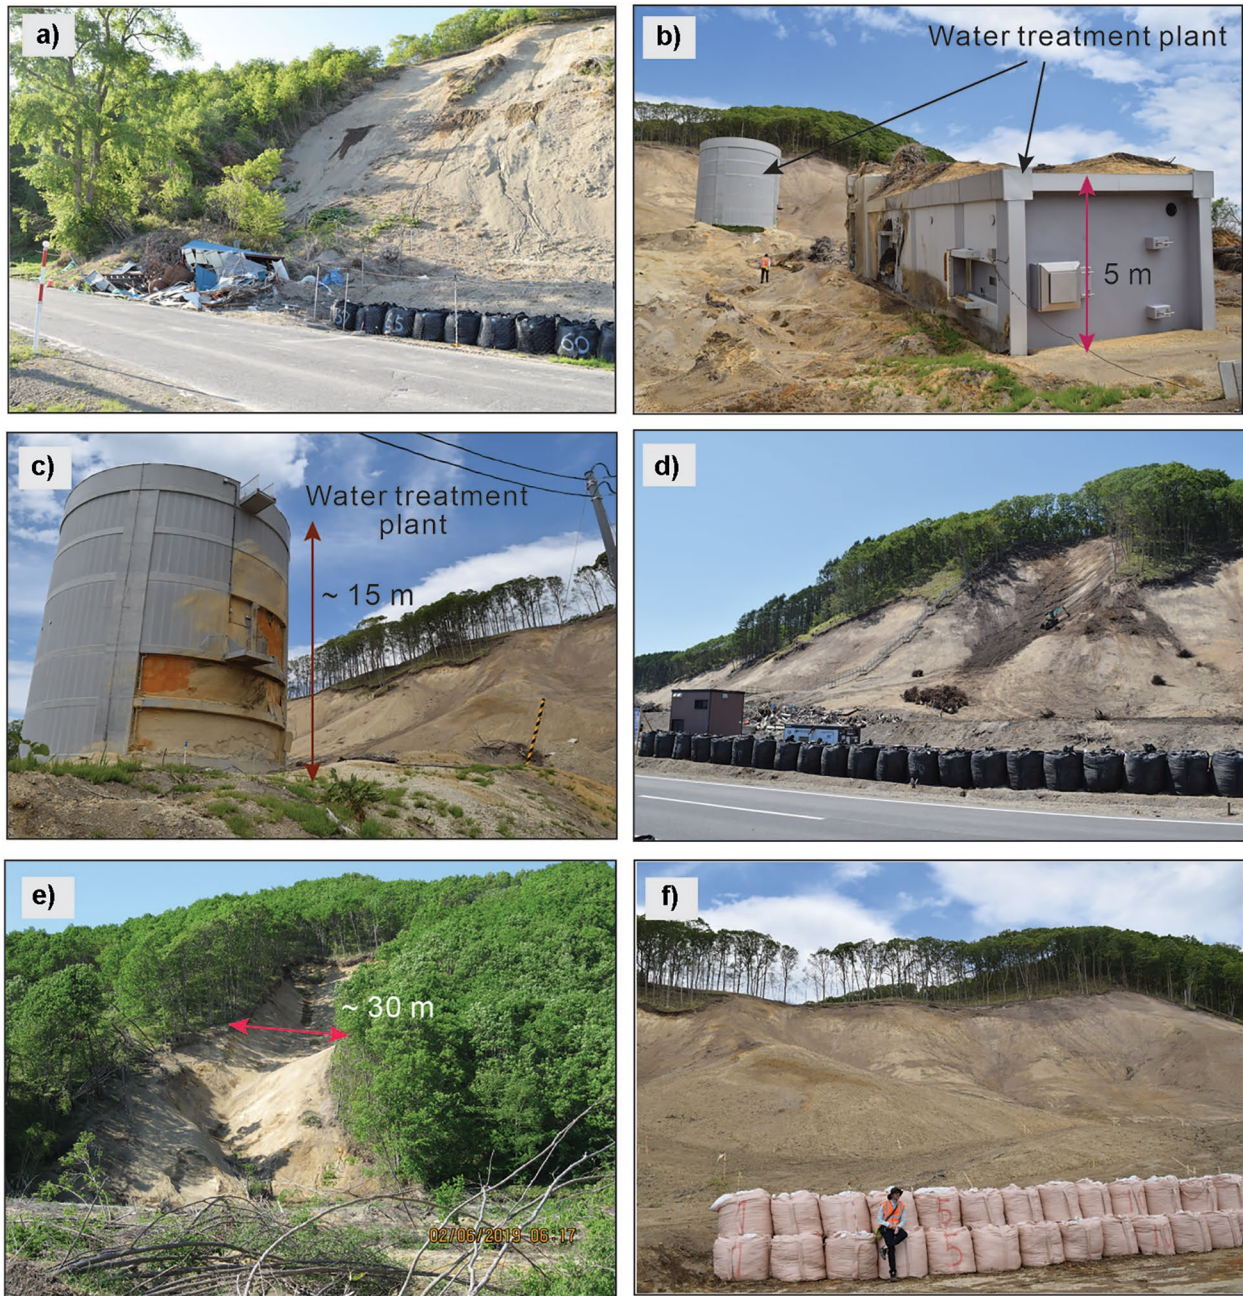 a)
60
b)
Water treatment plant
5 m
c)
Water treatment
plant
~ 15 m
d)
e)
~ 30 m
02/06/2019 06:17
f)
5
5